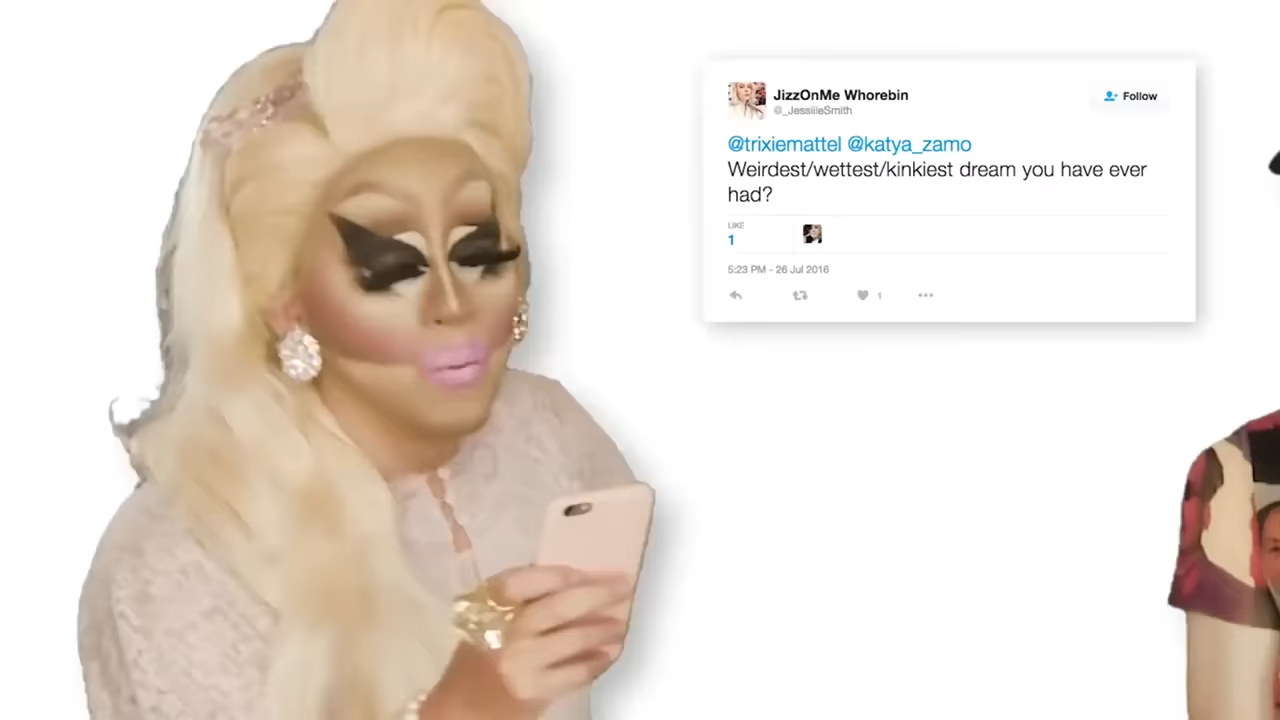 JizzOnMe Whorebin
@_JessiieSmith
Follow
@trixiemattel @katya_zamo
Weirdest/wettest/kinkiest dream you have ever
had?
LIKE
1
5:23 PM - 26 Jul 2016
1